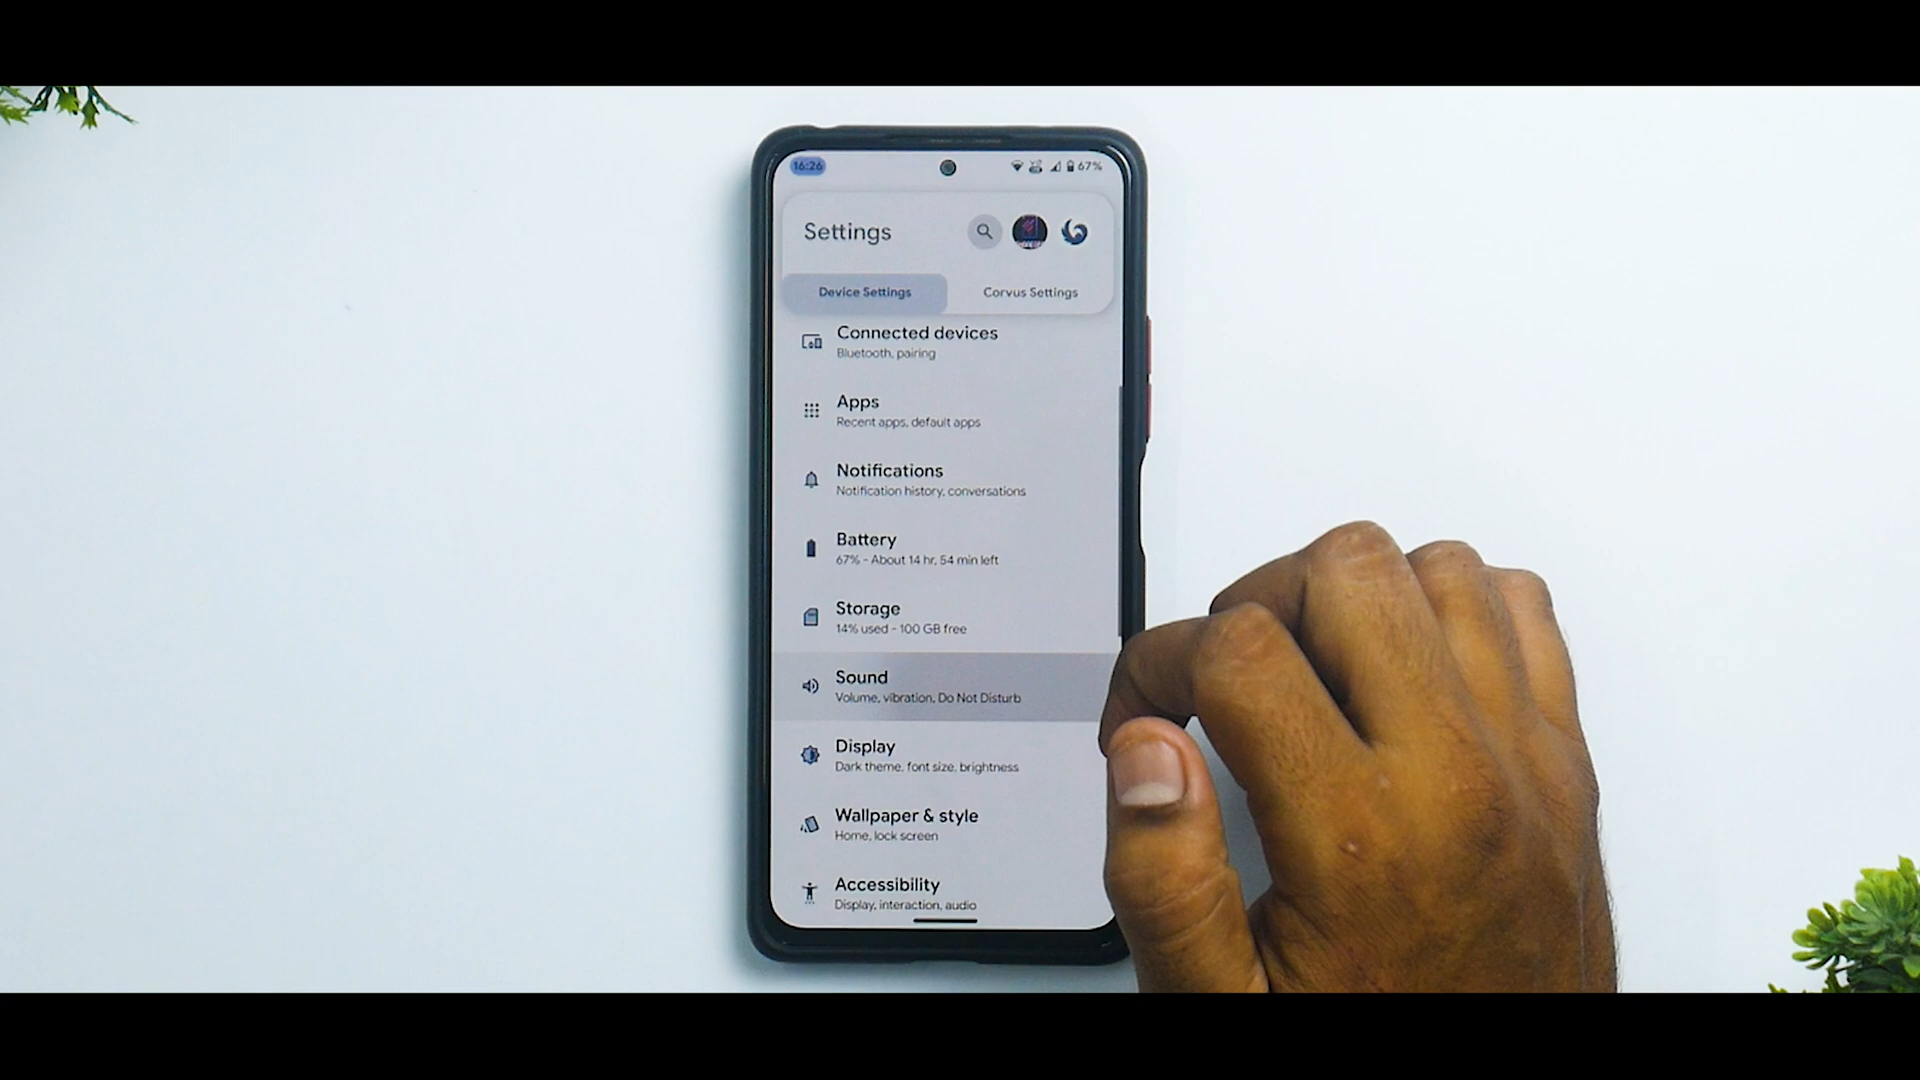 16:26
67%
Settings
Device Settings
Corvus Settings
Connected devices
Bluetooth, pairing
Apps
Recent apps, default apps
Notifications
Notification history, conversations
Battery
67% - About 14 hr, 54 min left
Storage
14% used - 100 GB free
Sound
Volume, vibration, Do Not Disturb
Display
Dark theme, font size, brightness
Wallpaper & style
Home, lock screen
Accessibility
Display, interaction, audio